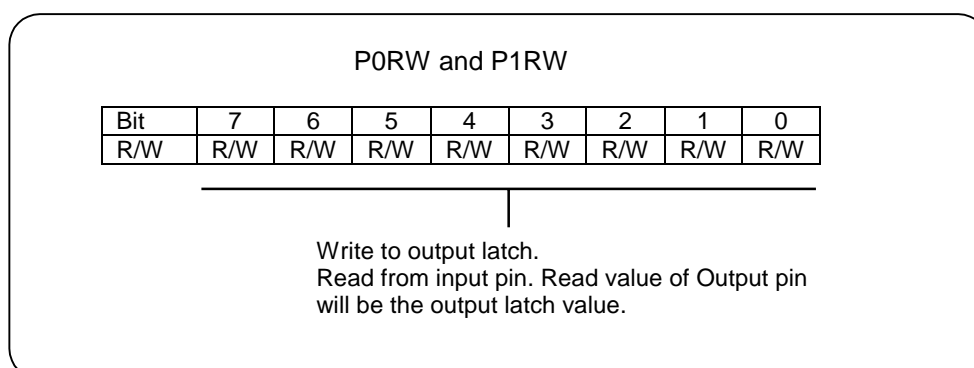 P0RW and P1RW
Bit 7 6 5 4 3 2 1 0
R/W R/W R/W R/W R/W R/W R/W R/W R/W
Write to output latch.
Read from input pin. Read value of Output pin
will be the output latch value.